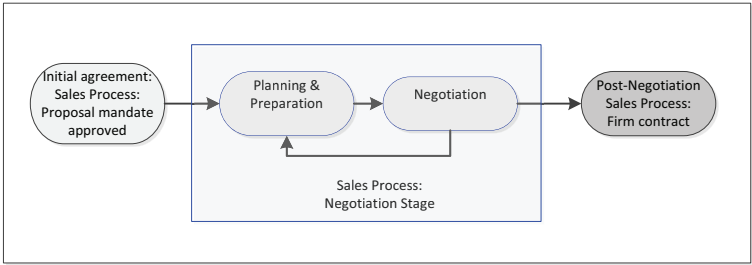 Initial agreement:
Sales Process:
Proposal mandate
approved
Planning &
Preparation
Negotiation
Post-Negotiation
Sales Process:
Firm contract
Sales Process:
Negotiation Stage